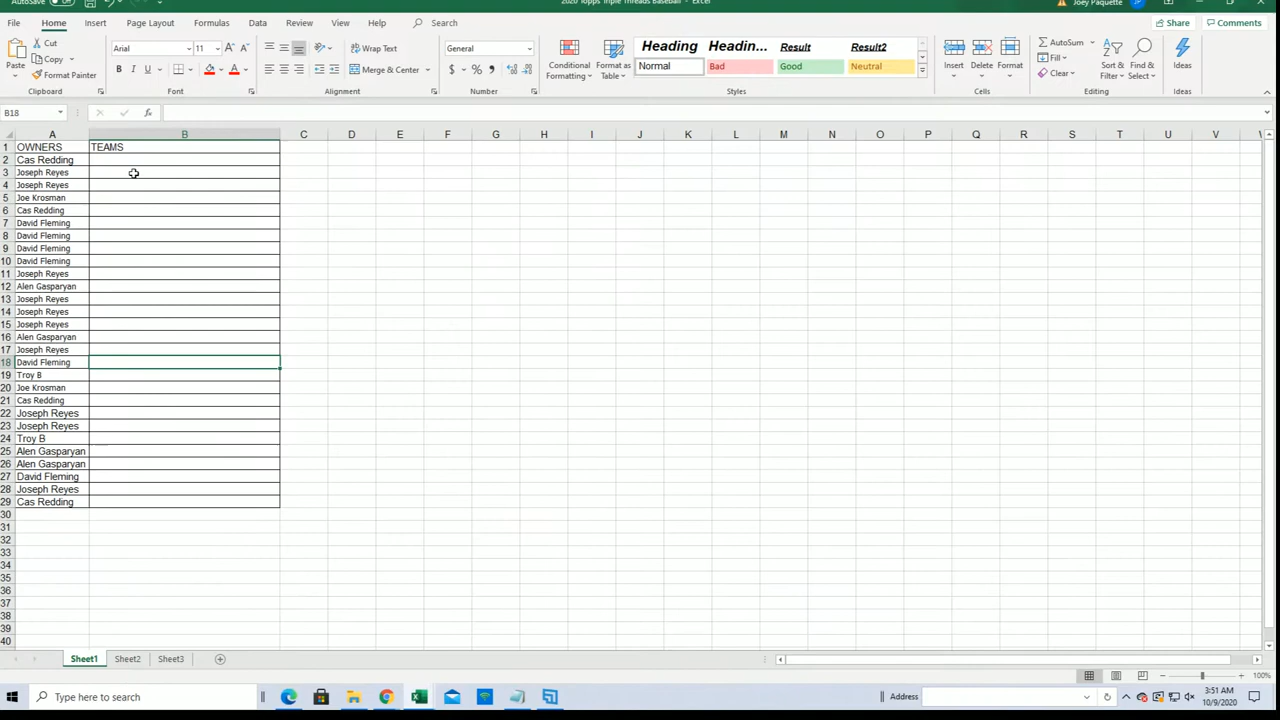 AutoSave Off 2020 Topps Triple Threads Baseball - Excel Joey Paquette JP
File Home Insert Page Layout Formulas Data Review View Help Search Share Comments
Paste Cut Copy Format Painter Clipboard
Arial 11 A A B I U A Font
Wrap Text Merge & Center Alignment
General $ % , Number
Conditional Formatting Format as Table
Heading Headin... Result Result2
Normal Bad Good Neutral
Styles
Insert Delete Format Cells
AutoSum Fill Clear Sort & Filter Find & Select Editing
Ideas Ideas
B18 fx
A B C D E F G H I J K L M N O P Q R S T U V
1 OWNERS TEAMS
2 Cas Redding
3 Joseph Reyes
4 Joseph Reyes
5 Joe Krosman
6 Cas Redding
7 David Fleming
8 David Fleming
9 David Fleming
10 David Fleming
11 Joseph Reyes
12 Alen Gasparyan
13 Joseph Reyes
14 Joseph Reyes
15 Joseph Reyes
16 Alen Gasparyan
17 Joseph Reyes
18 David Fleming
19 Troy B
20 Joe Krosman
21 Cas Redding
22 Joseph Reyes
23 Joseph Reyes
24 Troy B
25 Alen Gasparyan
26 Alen Gasparyan
27 David Fleming
28 Joseph Reyes
29 Cas Redding
30
31
32
33
34
35
36
37
38
39
40
Sheet1 Sheet2 Sheet3
100%
Type here to search Address 3:51 AM
10/9/2020